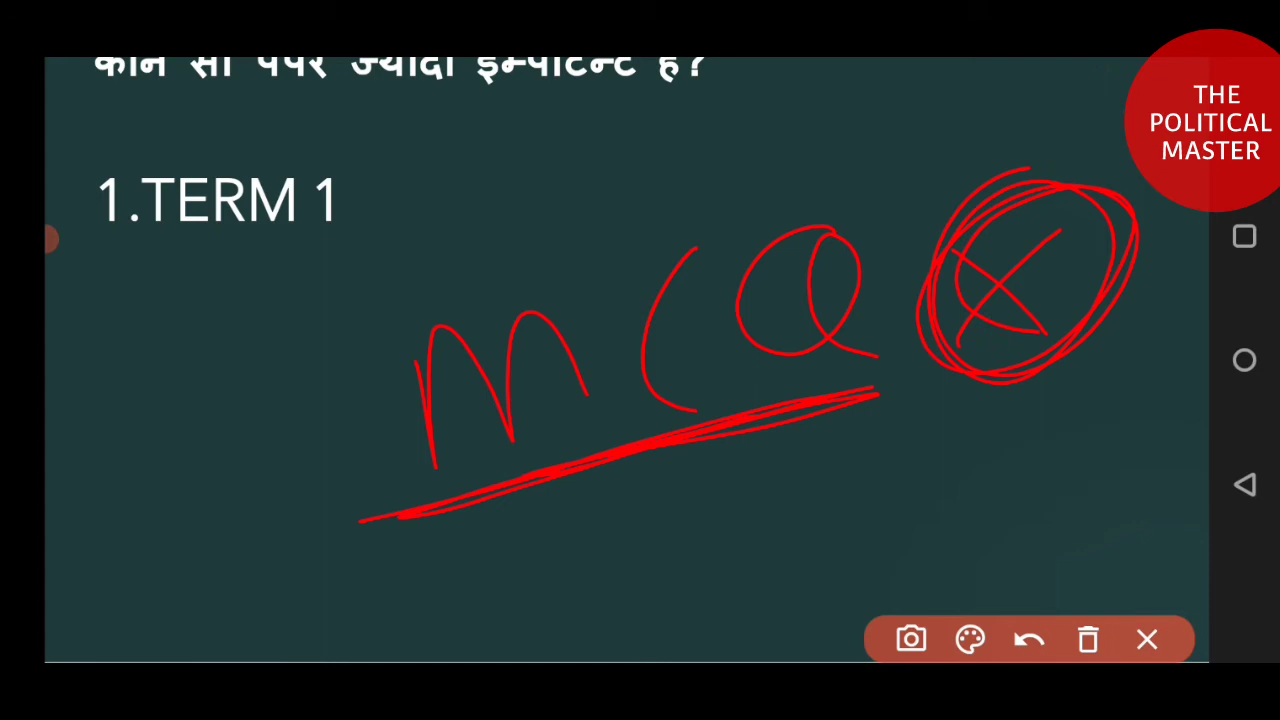 कौन सा पेपर ज्यादा इम्पोर्टेन्ट है?
THE
POLITICAL
MASTER
1.TERM 1
MCQ